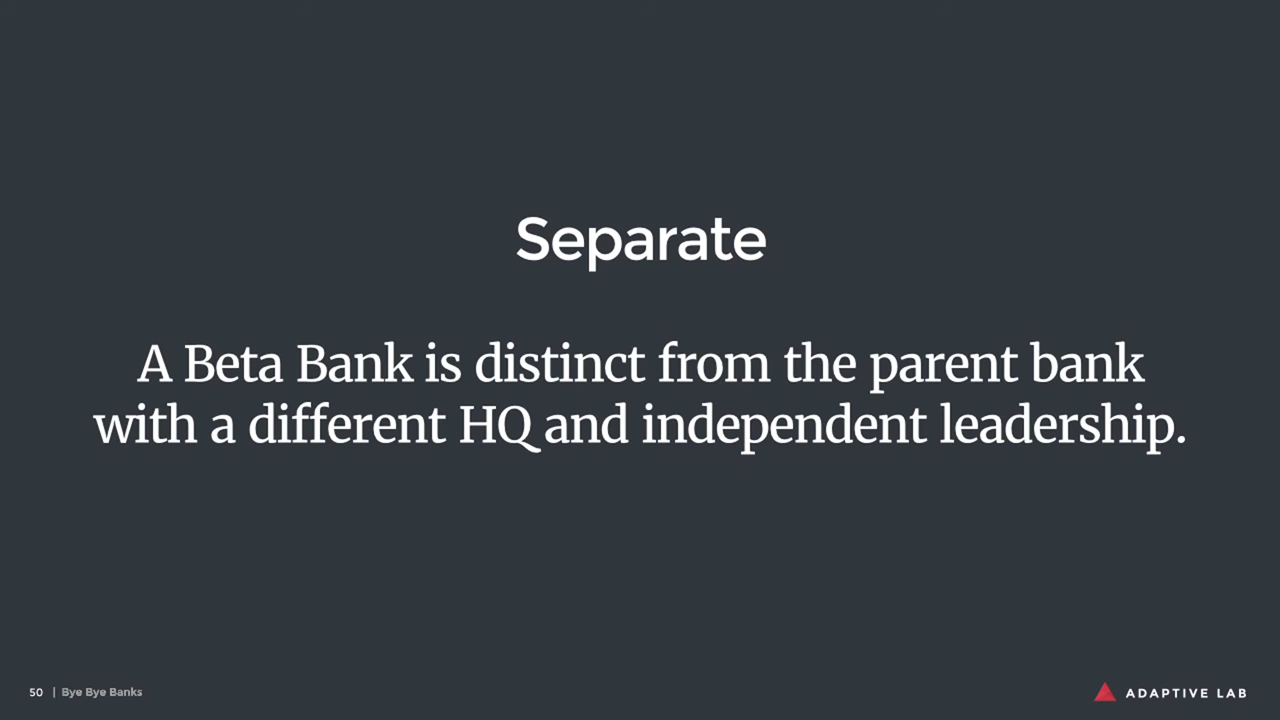 Separate
A Beta Bank is distinct from the parent bank
with a different HQ and independent leadership.
50 | Bye Bye Banks
ADAPTIVE LAB